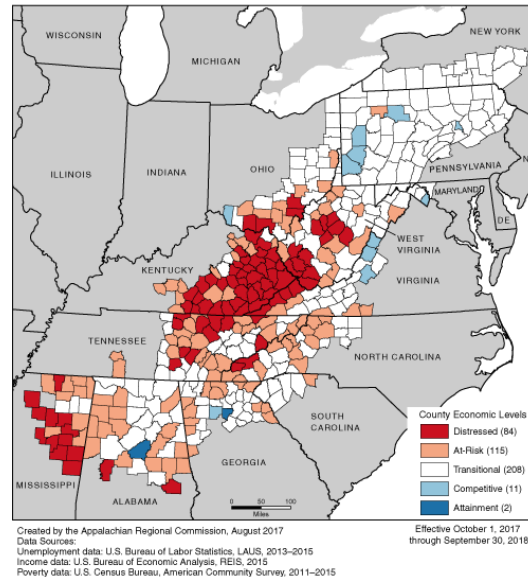 WISCONSIN
MICHIGAN
NEW YORK
ILLINOIS
INDIANA
OHIO
PENNSYLVANIA
N
MARYLAND
DE
WEST
VIRGINIA
KENTUCKY
VIRGINIA
TENNESSEE
NORTH CAROLINA
SOUTH
CAROLINA
GEORGIA
MISSISSIPPI
ALABAMA
County Economic Levels
Distressed (84)
At-Risk (115)
Transitional (208)
Competitive (11)
Attainment (2)
0 50 100
Miles
Created by the Appalachian Regional Commission, August 2017
Data Sources:
Unemployment data: U.S. Bureau of Labor Statistics, LAUS, 2013–2015
Income data: U.S. Bureau of Economic Analysis, REIS, 2015
Poverty data: U.S. Census Bureau, American Community Survey, 2011–2015
Effective October 1, 2017
through September 30, 2018